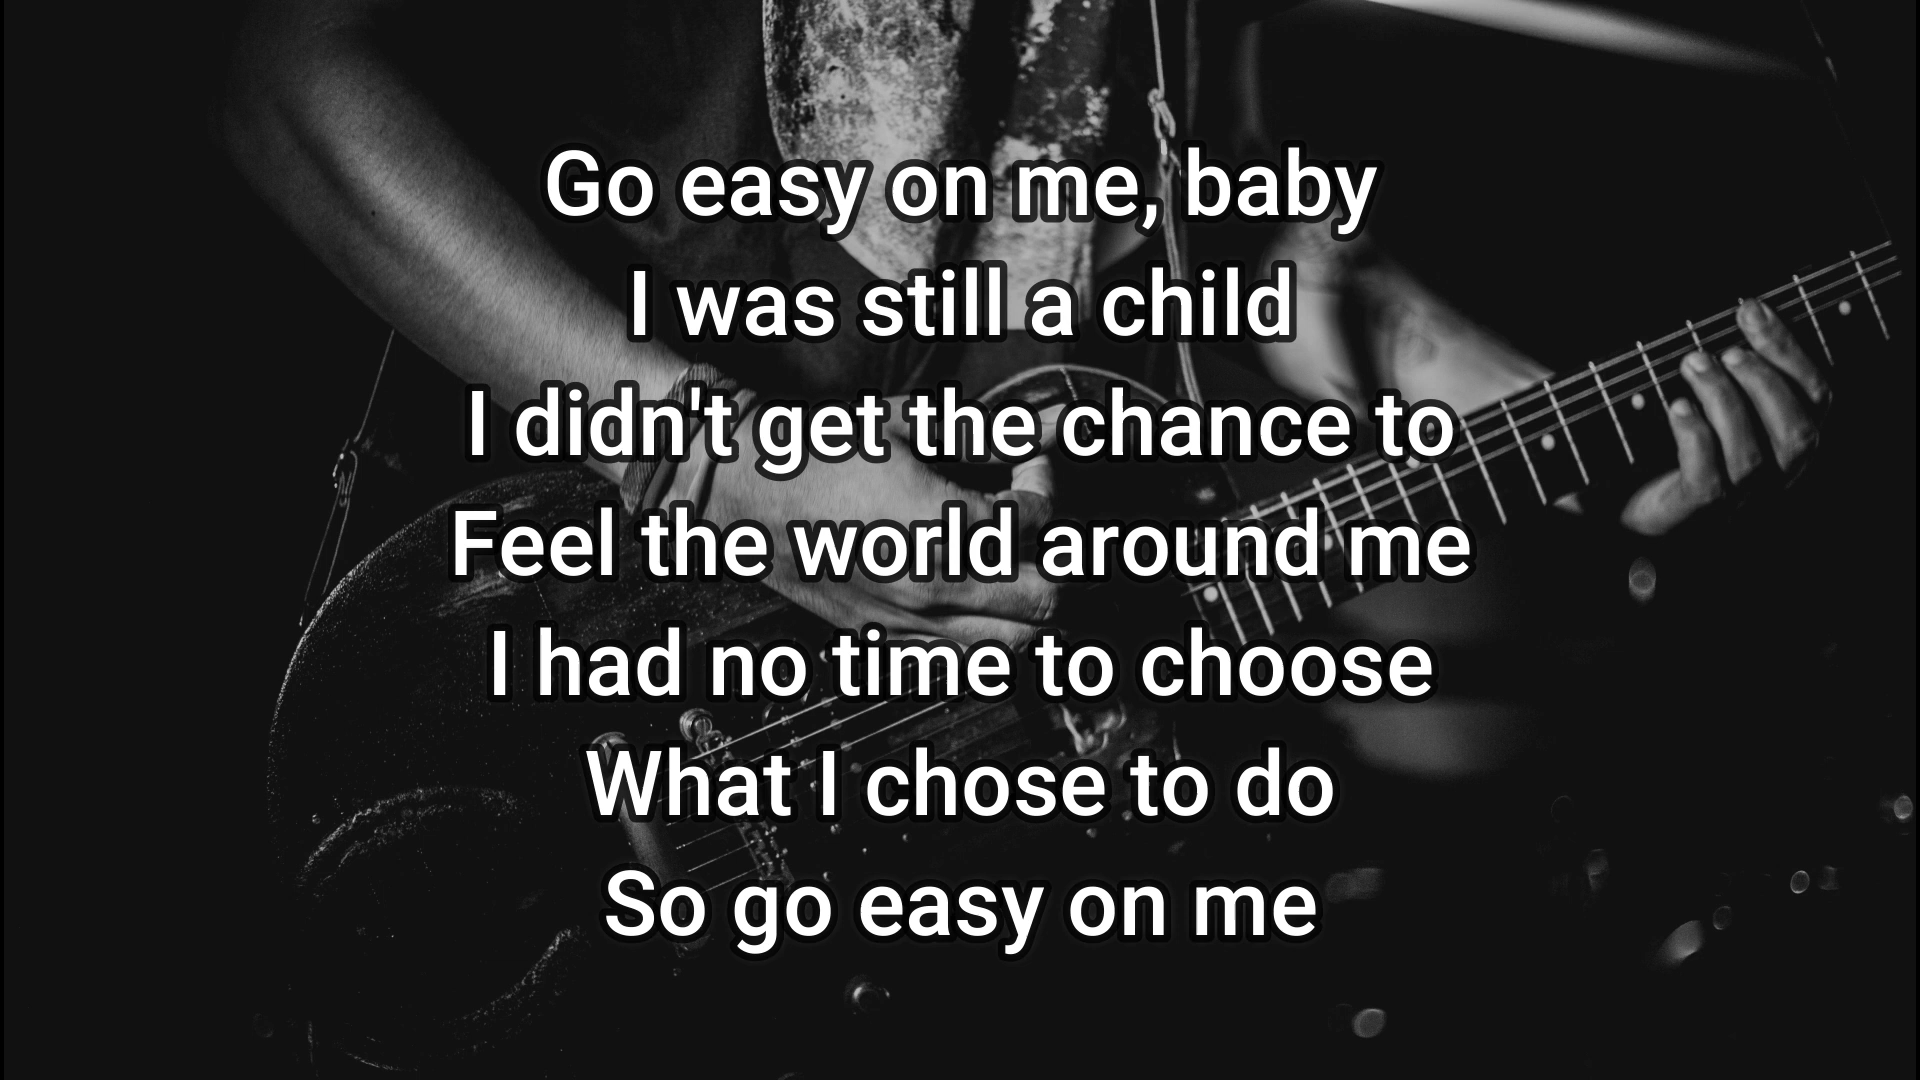 Go easy on me, baby
I was still a child
I didn't get the chance to
Feel the world around me
I had no time to choose
What I chose to do
So go easy on me